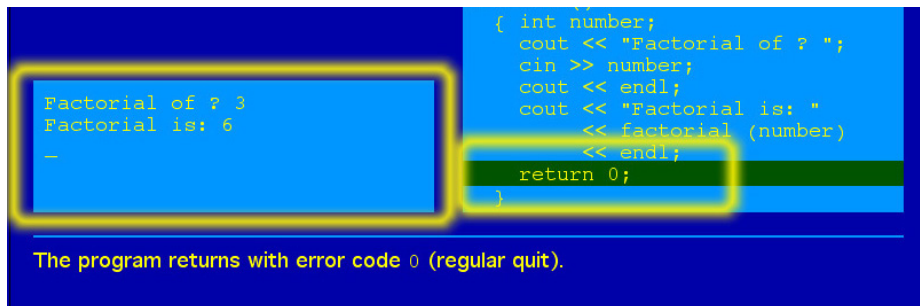 Factorial of ? 3
Factorial is: 6
_
{ int number;
cout << "Factorial of ? ";
cin >> number;
cout << endl;
cout << "Factorial is: "
<< factorial (number)
<< endl;
return 0;
}
The program returns with error code 0 (regular quit).